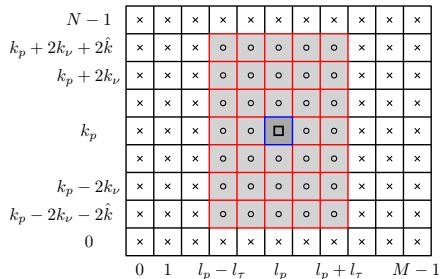 N − 1
k_p + 2k_ν + 2k̂
k_p + 2k_ν
k_p
k_p − 2k_ν
k_p − 2k_ν − 2k̂
0
0 1 l_p − l_τ l_p l_p + l_τ M − 1